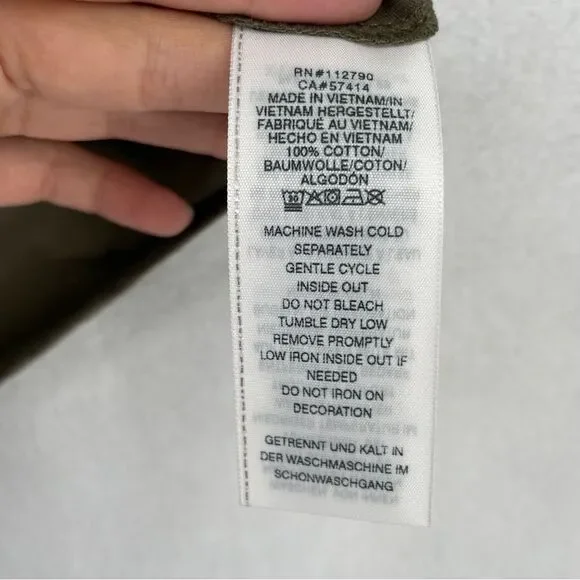 RN#112790
CA#57414
MADE IN VIETNAM/IN
VIETNAM HERGESTELLT/
FABRIQUÉ AU VIETNAM/
HECHO EN VIETNAM
100% COTTON/
BAUMWOLLE/COTON/
ALGODÓN
30
MACHINE WASH COLD
SEPARATELY
GENTLE CYCLE
INSIDE OUT
DO NOT BLEACH
TUMBLE DRY LOW
REMOVE PROMPTLY
LOW IRON INSIDE OUT IF
NEEDED
DO NOT IRON ON
DECORATION
GETRENNT UND KALT IN
DER WASCHMASCHINE IM
SCHONWASCHGANG